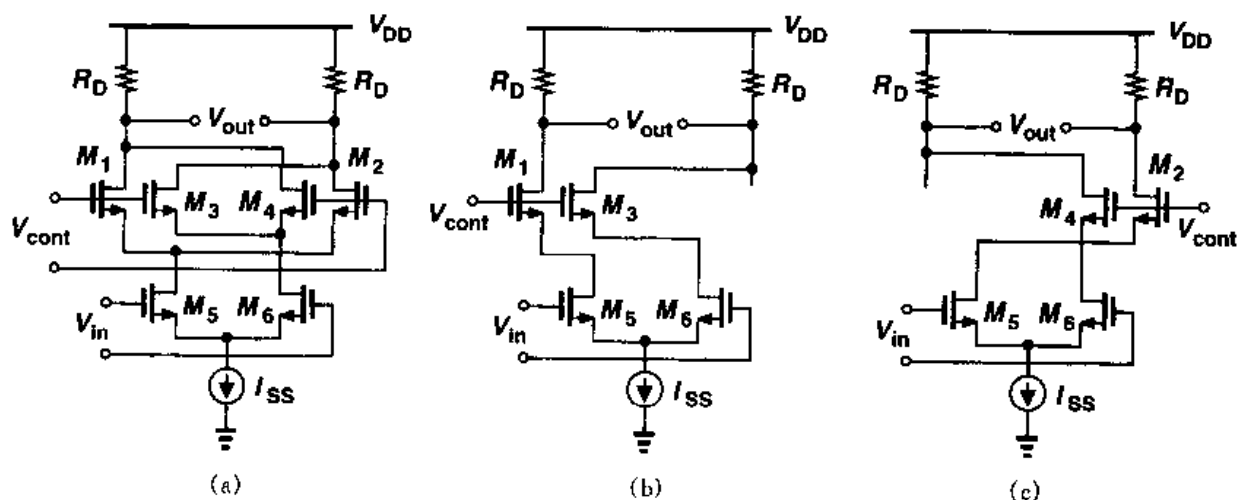 V_DD
R_D
R_D
V_out
M_1
M_2
M_3
M_4
V_cont
M_5
M_6
V_in
I_SS
(a)
V_DD
R_D
R_D
V_out
M_1
M_3
V_cont
M_5
M_6
V_in
I_SS
(b)
V_DD
R_D
R_D
V_out
M_2
M_4
V_cont
M_5
M_6
V_in
I_SS
(c)